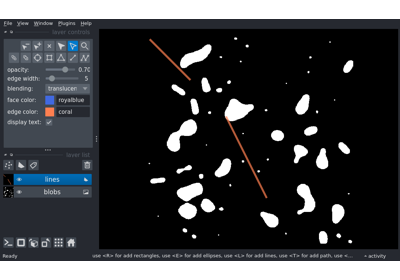 File View Window Plugins Help
layer controls
opacity: 0.70
edge width: 5
blending: translucen
face color: royalblue
edge color: coral
display text:
layer list
lines
blobs
Ready use <R> for add rectangles, use <E> for add ellipses, use <L> for add lines, use <T> for add path, use <... activity